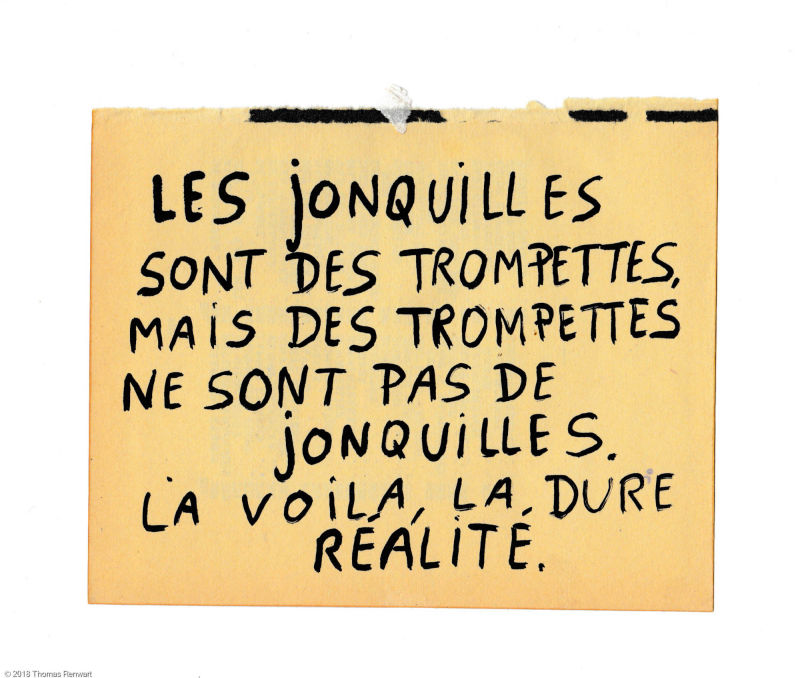 LES jONQUiLLES
SONT DES TROMPETTES,
MAiS DES TROMPETTES
NE SONT PAS DE
jONQUiLLES.
LA VOiLA, LA, DURE
RÉALiTÉ.
© 2018 Thomas Renwart